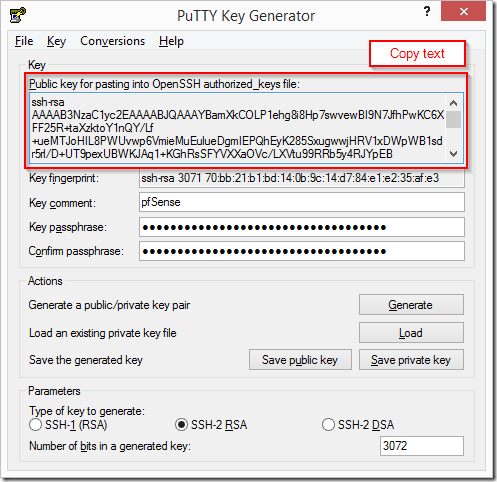 PuTTY Key Generator
? ×
File Key Conversions Help
Copy text
Key
Public key for pasting into OpenSSH authorized_keys file:
ssh-rsa
AAAAB3NzaC1yc2EAAAABJQAAAYBamXkCOLP1ehg8i8Hp7swvewBl9N7JfhPwKC6X
FF25R+taXzktoY1nQY/Lf
+ueMTJoHIL8PWUvwp6VmieMuEulueDgmIEPQhEyK285SxugwwjHRV1xDWpWB1sd
r5rl/D+UT9pexUBWKJAq1+KGhRsSFYVXXaOVc/LXVtu99RRb5y4RJYpEB
Key fingerprint: ssh-rsa 3071 70:bb:21:b1:bd:14:0b:9c:14:d7:84:e1:e2:35:af:e3
Key comment: pfSense
Key passphrase: ●●●●●●●●●●●●●●●●●●●●●●●●●●●●●●●●●●●
Confirm passphrase: ●●●●●●●●●●●●●●●●●●●●●●●●●●●●●●●●●●●
Actions
Generate a public/private key pair Generate
Load an existing private key file Load
Save the generated key Save public key Save private key
Parameters
Type of key to generate:
SSH-1 (RSA) SSH-2 RSA SSH-2 DSA
Number of bits in a generated key: 3072